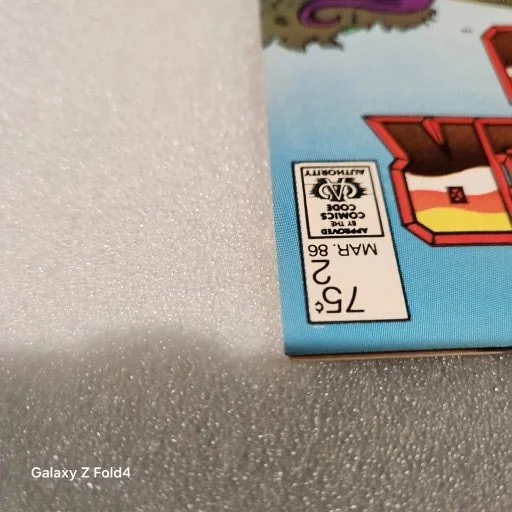 75¢
2
MAR. 86
APPROVED
BY THE
COMICS
CODE
AUTHORITY
Galaxy Z Fold4